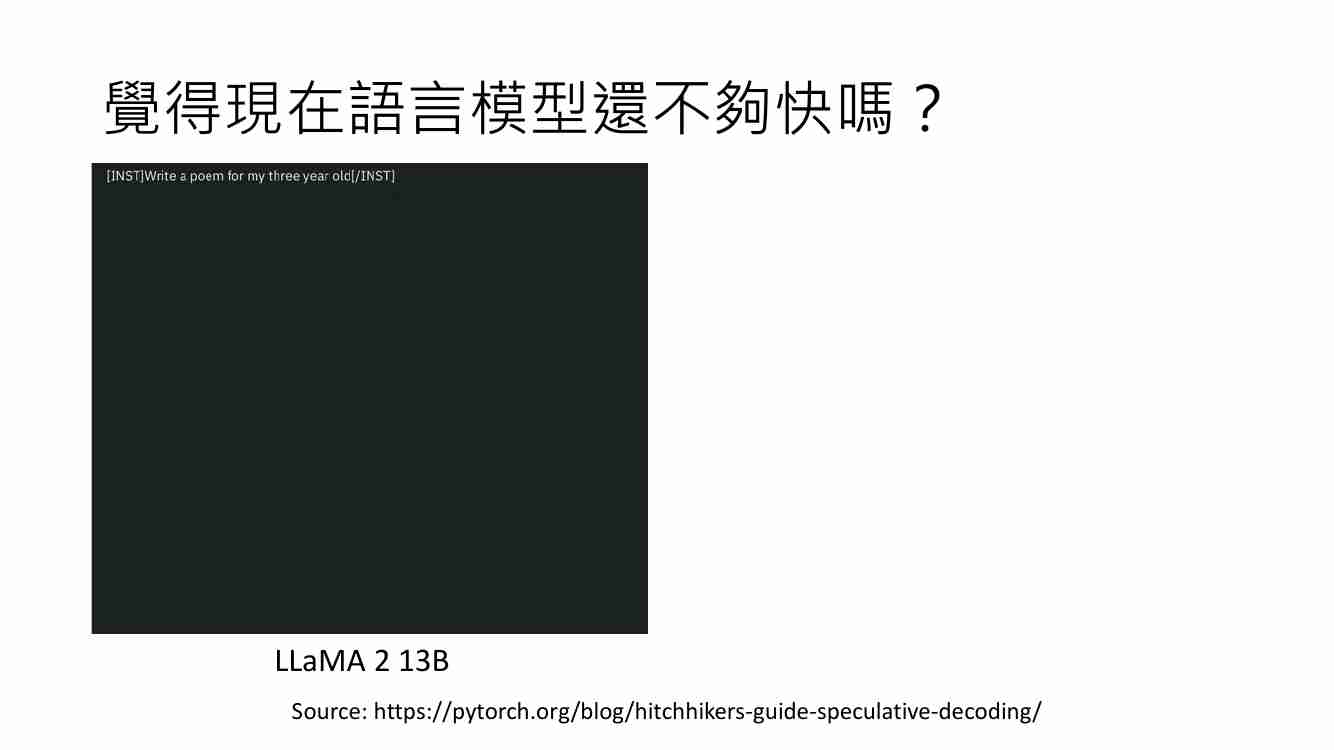 覺得現在語言模型還不夠快嗎？
[INST]Write a poem for my three year old[/INST]
LLaMA 2 13B
Source: https://pytorch.org/blog/hitchhikers-guide-speculative-decoding/